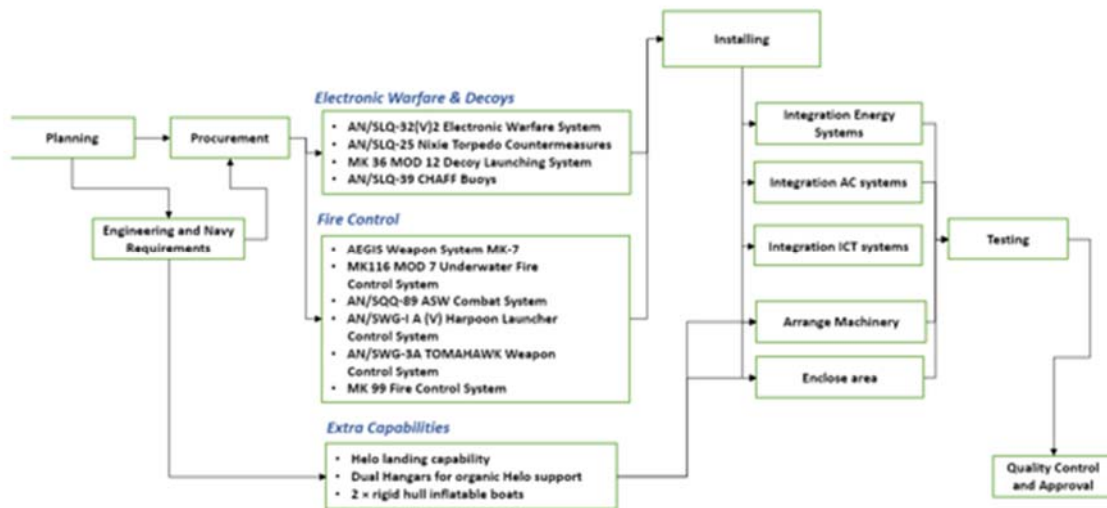 Installing
Electronic Warfare & Decoys
• AN/SLQ-32(V)2 Electronic Warfare System
• AN/SLQ-25 Nixie Torpedo Countermeasures
• MK 36 MOD 12 Decoy Launching System
• AN/SLQ-39 CHAFF Buoys
Planning
Procurement
Engineering and Navy
Requirements
Fire Control
• AEGIS Weapon System MK-7
• MK116 MOD 7 Underwater Fire
Control System
• AN/SQQ-89 ASW Combat System
• AN/SWG-I A (V) Harpoon Launcher
Control System
• AN/SWG-3A TOMAHAWK Weapon
Control System
• MK 99 Fire Control System
Extra Capabilities
• Helo landing capability
• Dual Hangars for organic Helo support
• 2 × rigid hull inflatable boats
Integration Energy
Systems
Integration AC systems
Integration ICT systems
Arrange Machinery
Enclose area
Testing
Quality Control
and Approval